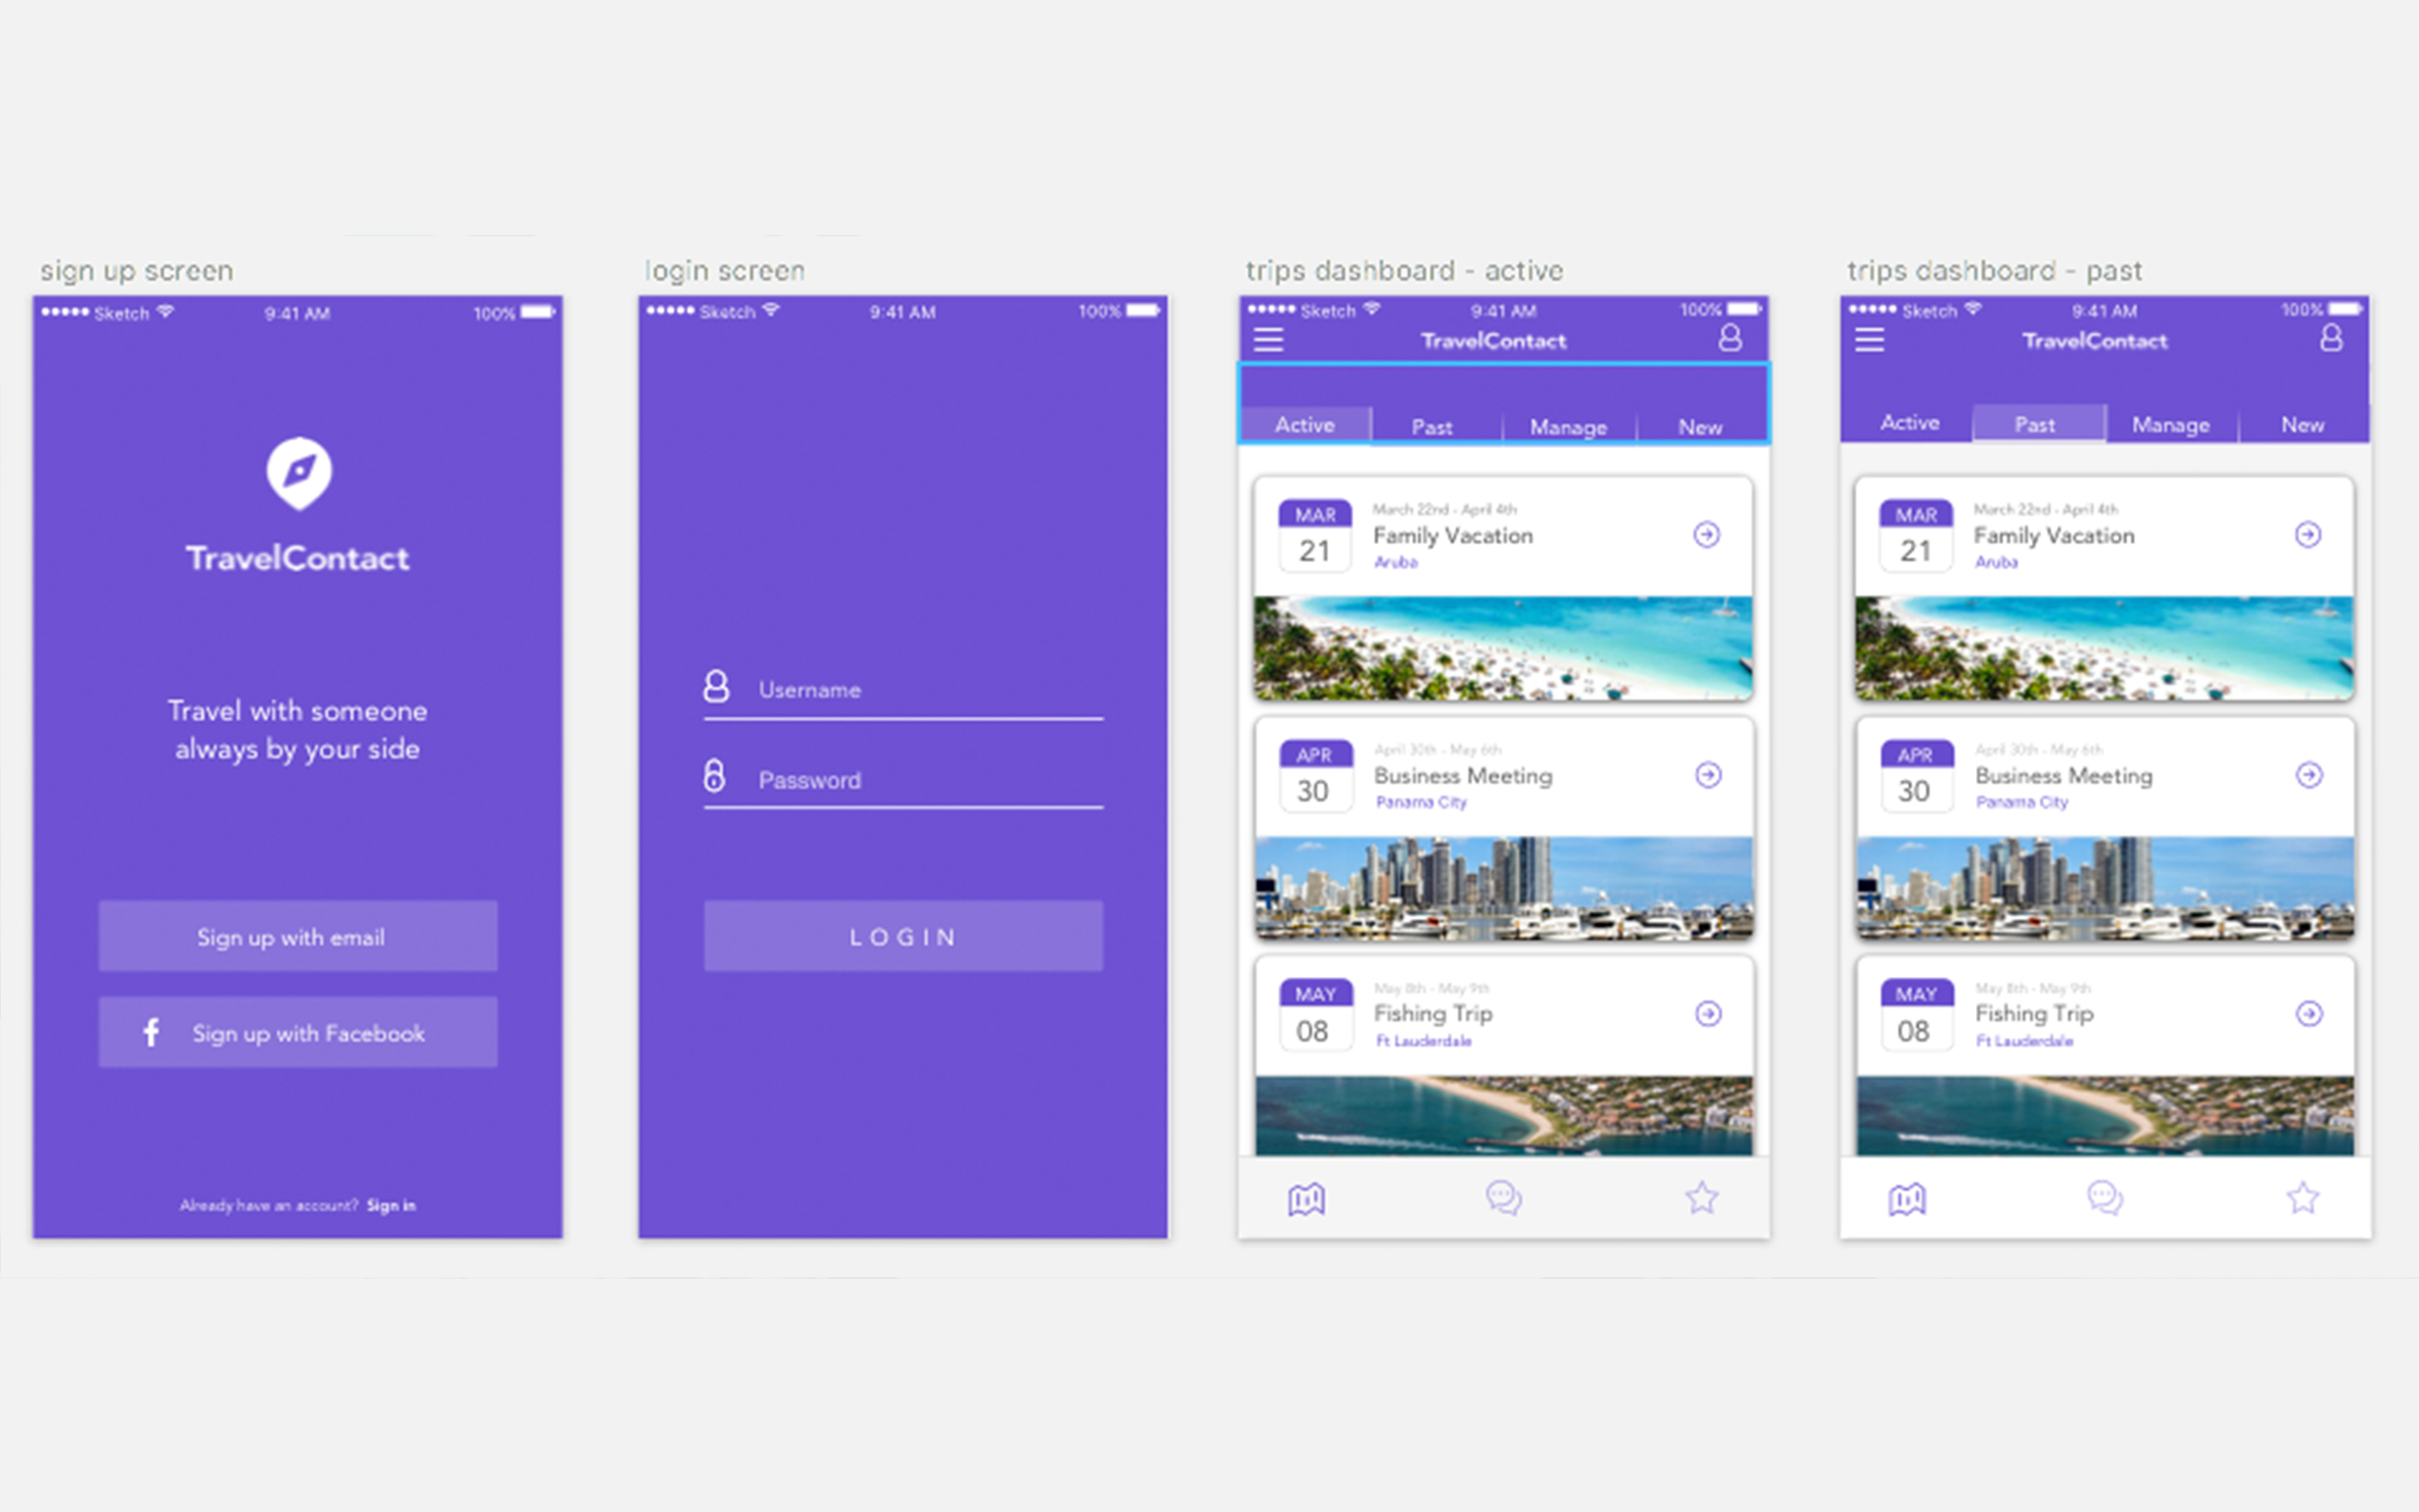 sign up screen
Sketch 9:41 AM 100%
TravelContact
Travel with someone
always by your side
Sign up with email
f Sign up with Facebook
Already have an account? Sign in
login screen
Sketch 9:41 AM 100%
Username
Password
LOGIN
trips dashboard - active
Sketch 9:41 AM 100%
TravelContact
Active Past Manage New
MAR
21
March 22nd - April 4th
Family Vacation
Aruba
APR
30
April 30th - May 6th
Business Meeting
Panama City
MAY
08
May 8th - May 9th
Fishing Trip
Ft Lauderdale
trips dashboard - past
Sketch 9:41 AM 100%
TravelContact
Active Past Manage New
MAR
21
March 22nd - April 4th
Family Vacation
Aruba
APR
30
April 30th - May 6th
Business Meeting
Panama City
MAY
08
May 8th - May 9th
Fishing Trip
Ft Lauderdale